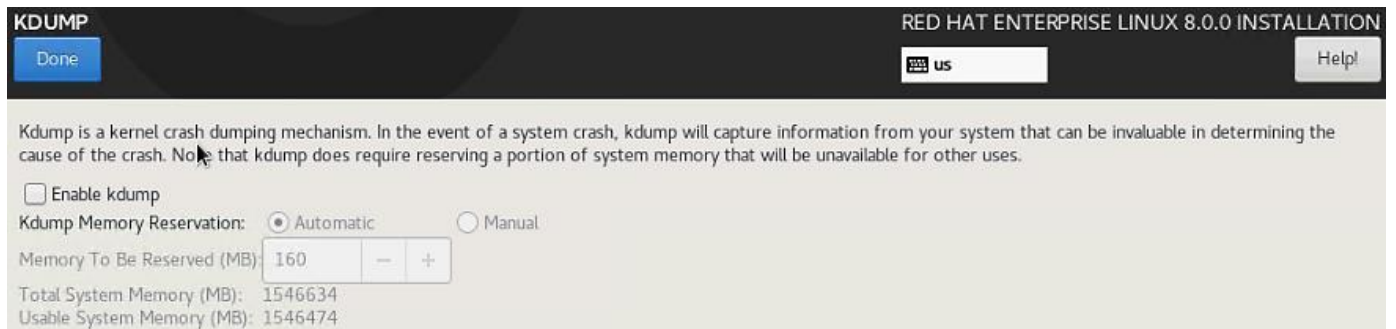 KDUMP
RED HAT ENTERPRISE LINUX 8.0.0 INSTALLATION
Done
us
Help!
Kdump is a kernel crash dumping mechanism. In the event of a system crash, kdump will capture information from your system that can be invaluable in determining the
cause of the crash. Note that kdump does require reserving a portion of system memory that will be unavailable for other uses.
Enable kdump
Kdump Memory Reservation: Automatic Manual
Memory To Be Reserved (MB): 160 − +
Total System Memory (MB): 1546634
Usable System Memory (MB): 1546474